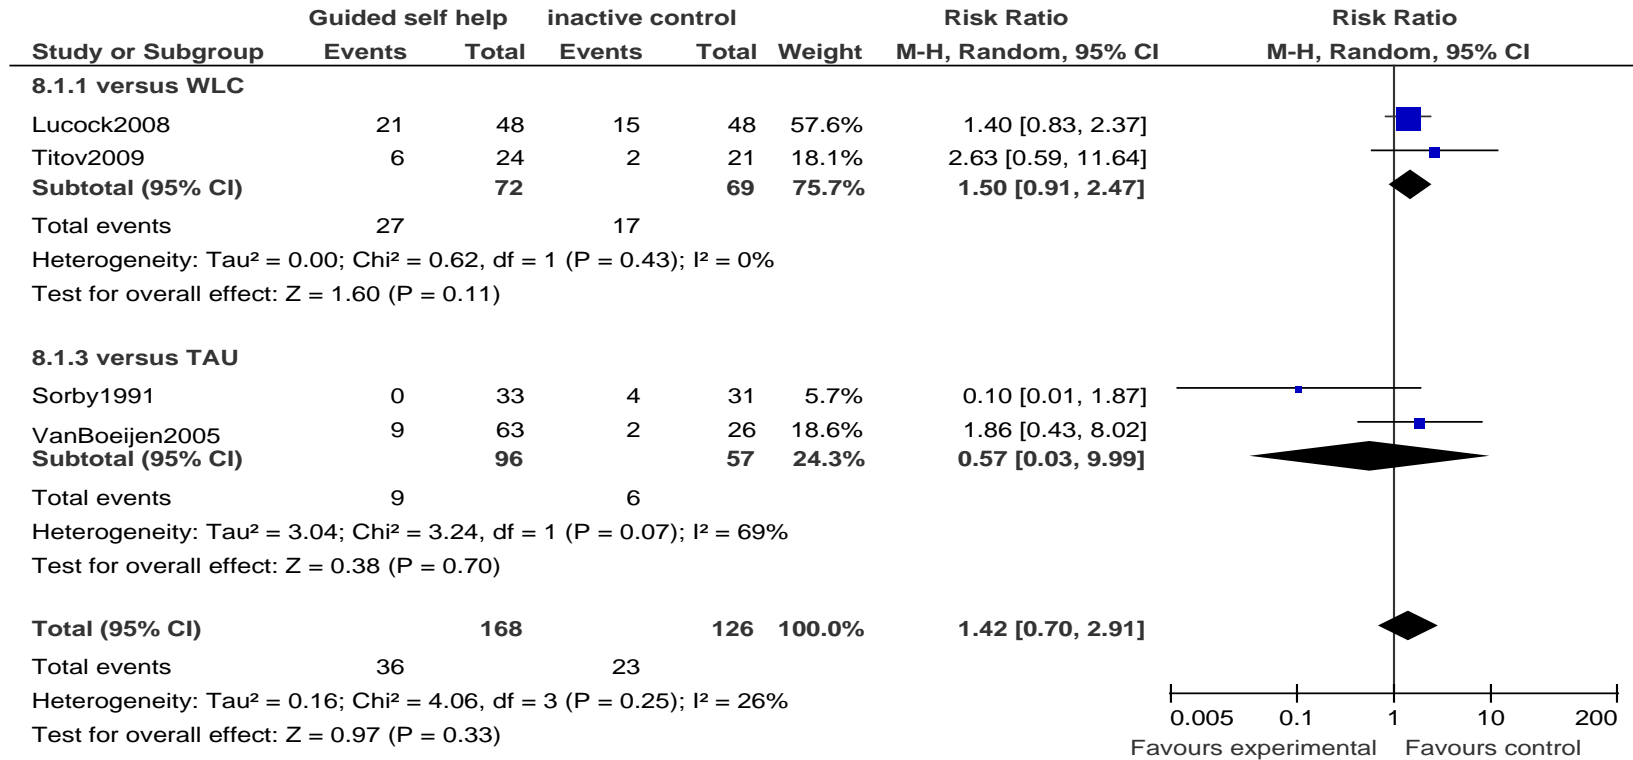 Guided self help inactive control Risk Ratio Risk Ratio
Study or Subgroup Events Total Events Total Weight M-H, Random, 95% CI M-H, Random, 95% CI
8.1.1 versus WLC
Lucock2008 21 48 15 48 57.6% 1.40 [0.83, 2.37]
Titov2009 6 24 2 21 18.1% 2.63 [0.59, 11.64]
Subtotal (95% CI) 72 69 75.7% 1.50 [0.91, 2.47]
Total events 27 17
Heterogeneity: Tau² = 0.00; Chi² = 0.62, df = 1 (P = 0.43); I² = 0%
Test for overall effect: Z = 1.60 (P = 0.11)
8.1.3 versus TAU
Sorby1991 0 33 4 31 5.7% 0.10 [0.01, 1.87]
VanBoeijen2005 9 63 2 26 18.6% 1.86 [0.43, 8.02]
Subtotal (95% CI) 96 57 24.3% 0.57 [0.03, 9.99]
Total events 9 6
Heterogeneity: Tau² = 3.04; Chi² = 3.24, df = 1 (P = 0.07); I² = 69%
Test for overall effect: Z = 0.38 (P = 0.70)
Total (95% CI) 168 126 100.0% 1.42 [0.70, 2.91]
Total events 36 23
Heterogeneity: Tau² = 0.16; Chi² = 4.06, df = 3 (P = 0.25); I² = 26%
Test for overall effect: Z = 0.97 (P = 0.33)
0.005 0.1 1 10 200
Favours experimental Favours control